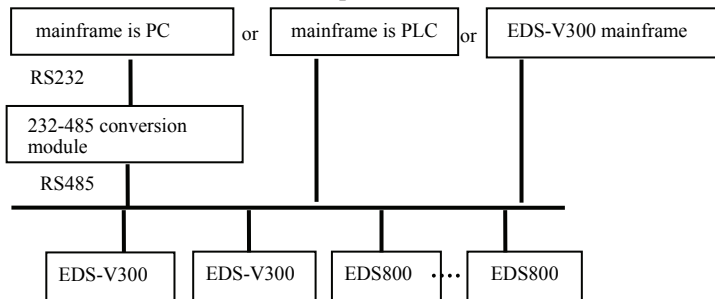 mainframe is PC or mainframe is PLC or EDS-V300 mainframe
RS232
232-485 conversion
module
RS485
EDS-V300 EDS-V300 EDS800 .... EDS800